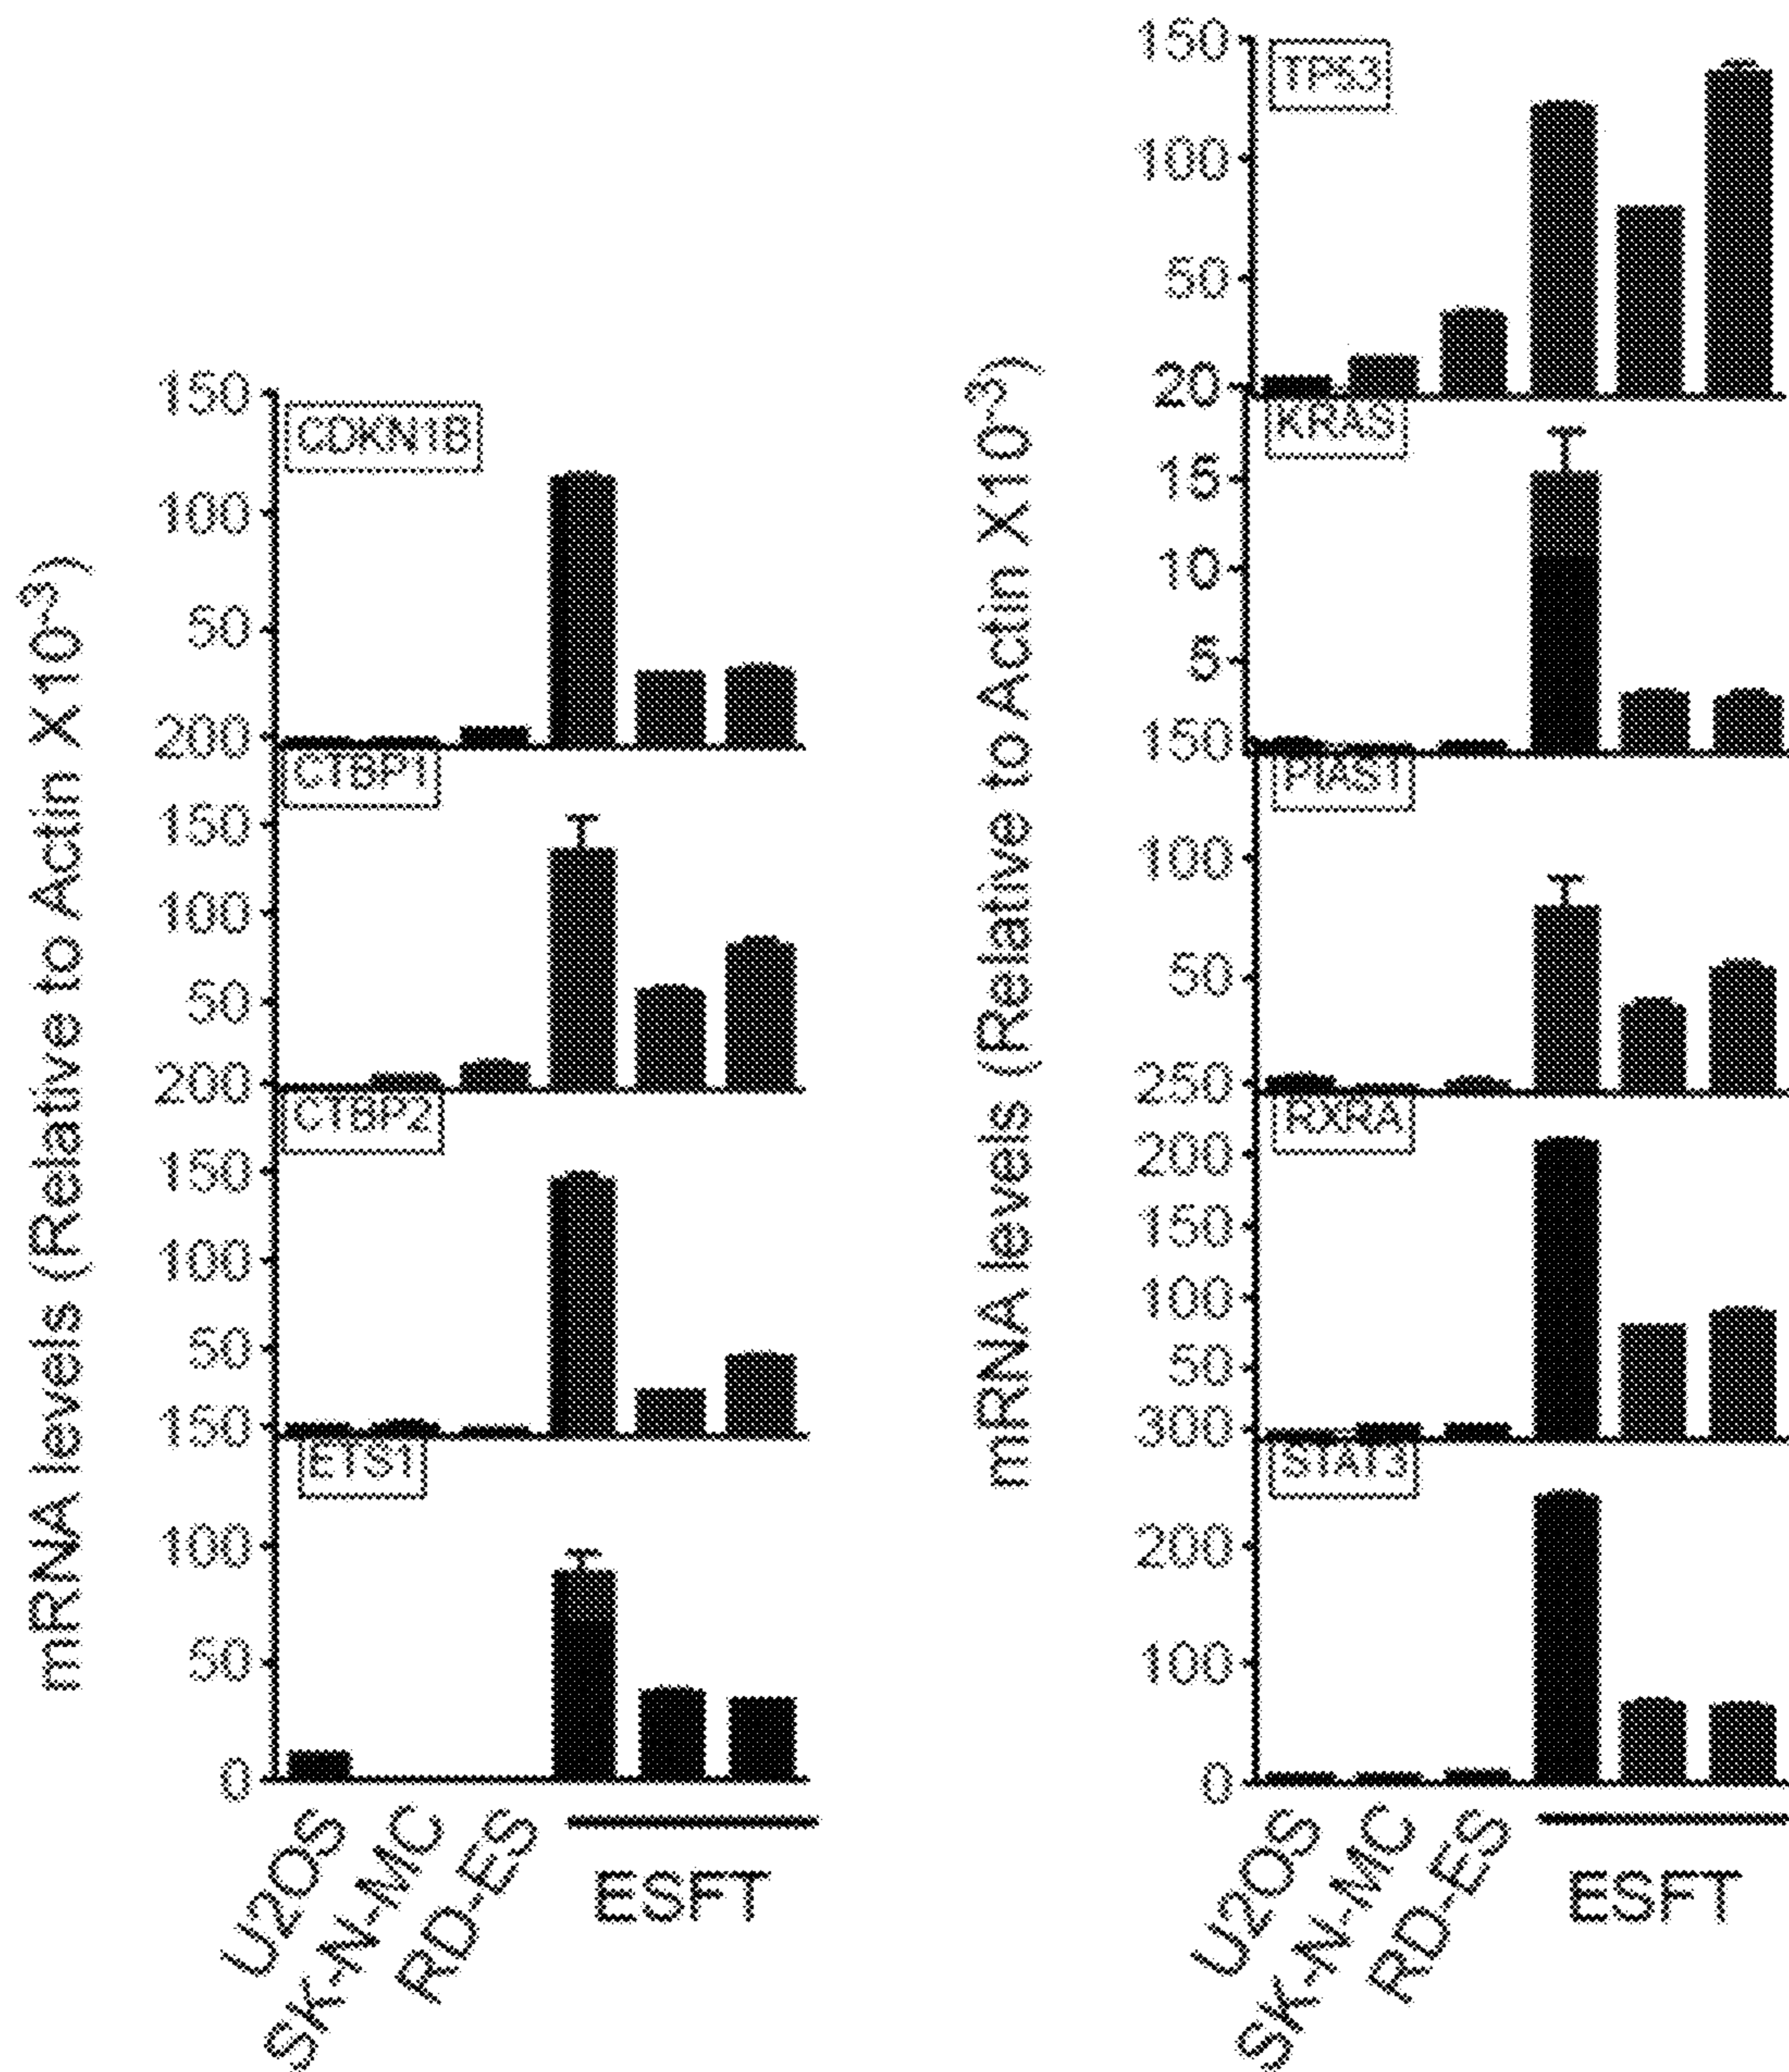 mRNA levels (Relative to Actin X10-3)
150
CDKN1B
100
50
200
CTBP1
150
100
50
200
CTBP2
150
100
50
150
ETS1
100
50
0
U2OS
SK-N-MC
RD-ES
ESFT
mRNA levels (Relative to Actin X10-3)
150
TP53
100
50
20
KRAS
15
10
5
150
PIAS1
100
50
250
RXRA
200
150
100
50
300
STAT3
200
100
0
U2OS
SK-N-MC
RD-ES
ESFT